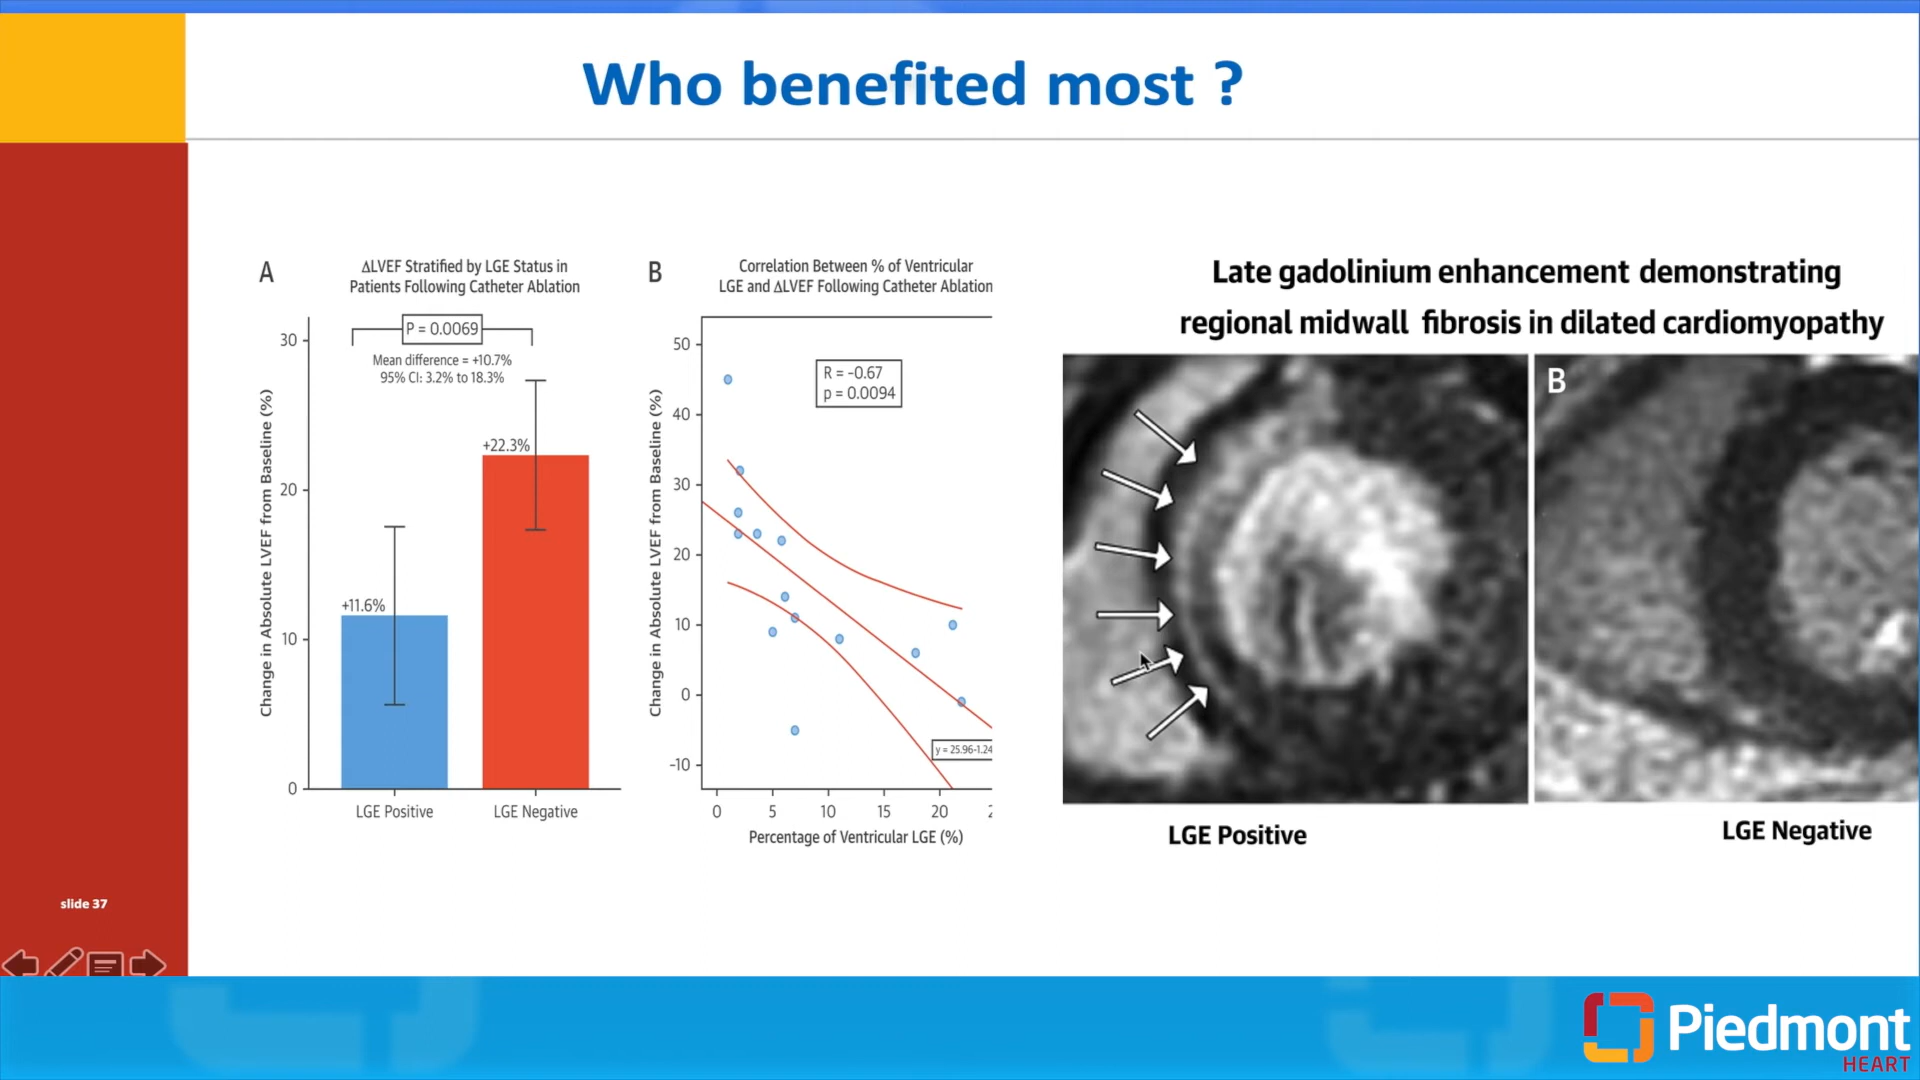 Who benefited most ?
A
ΔLVEF Stratified by LGE Status in
Patients Following Catheter Ablation
P = 0.0069
Mean difference = +10.7%
95% CI: 3.2% to 18.3%
Change in Absolute LVEF from Baseline (%)
30
20
10
0
+11.6%
+22.3%
LGE Positive
LGE Negative
B
Correlation Between % of Ventricular
LGE and ΔLVEF Following Catheter Ablation
R = -0.67
p = 0.0094
Change in Absolute LVEF from Baseline (%)
50
40
30
20
10
0
-10
y = 25.96-1.24
0 5 10 15 20
Percentage of Ventricular LGE (%)
Late gadolinium enhancement demonstrating
regional midwall fibrosis in dilated cardiomyopathy
B
LGE Positive
LGE Negative
slide 37
Piedmont
HEART